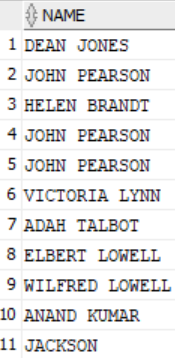 NAME
1 DEAN JONES
2 JOHN PEARSON
3 HELEN BRANDT
4 JOHN PEARSON
5 JOHN PEARSON
6 VICTORIA LYNN
7 ADAH TALBOT
8 ELBERT LOWELL
9 WILFRED LOWELL
10 ANAND KUMAR
11 JACKSON